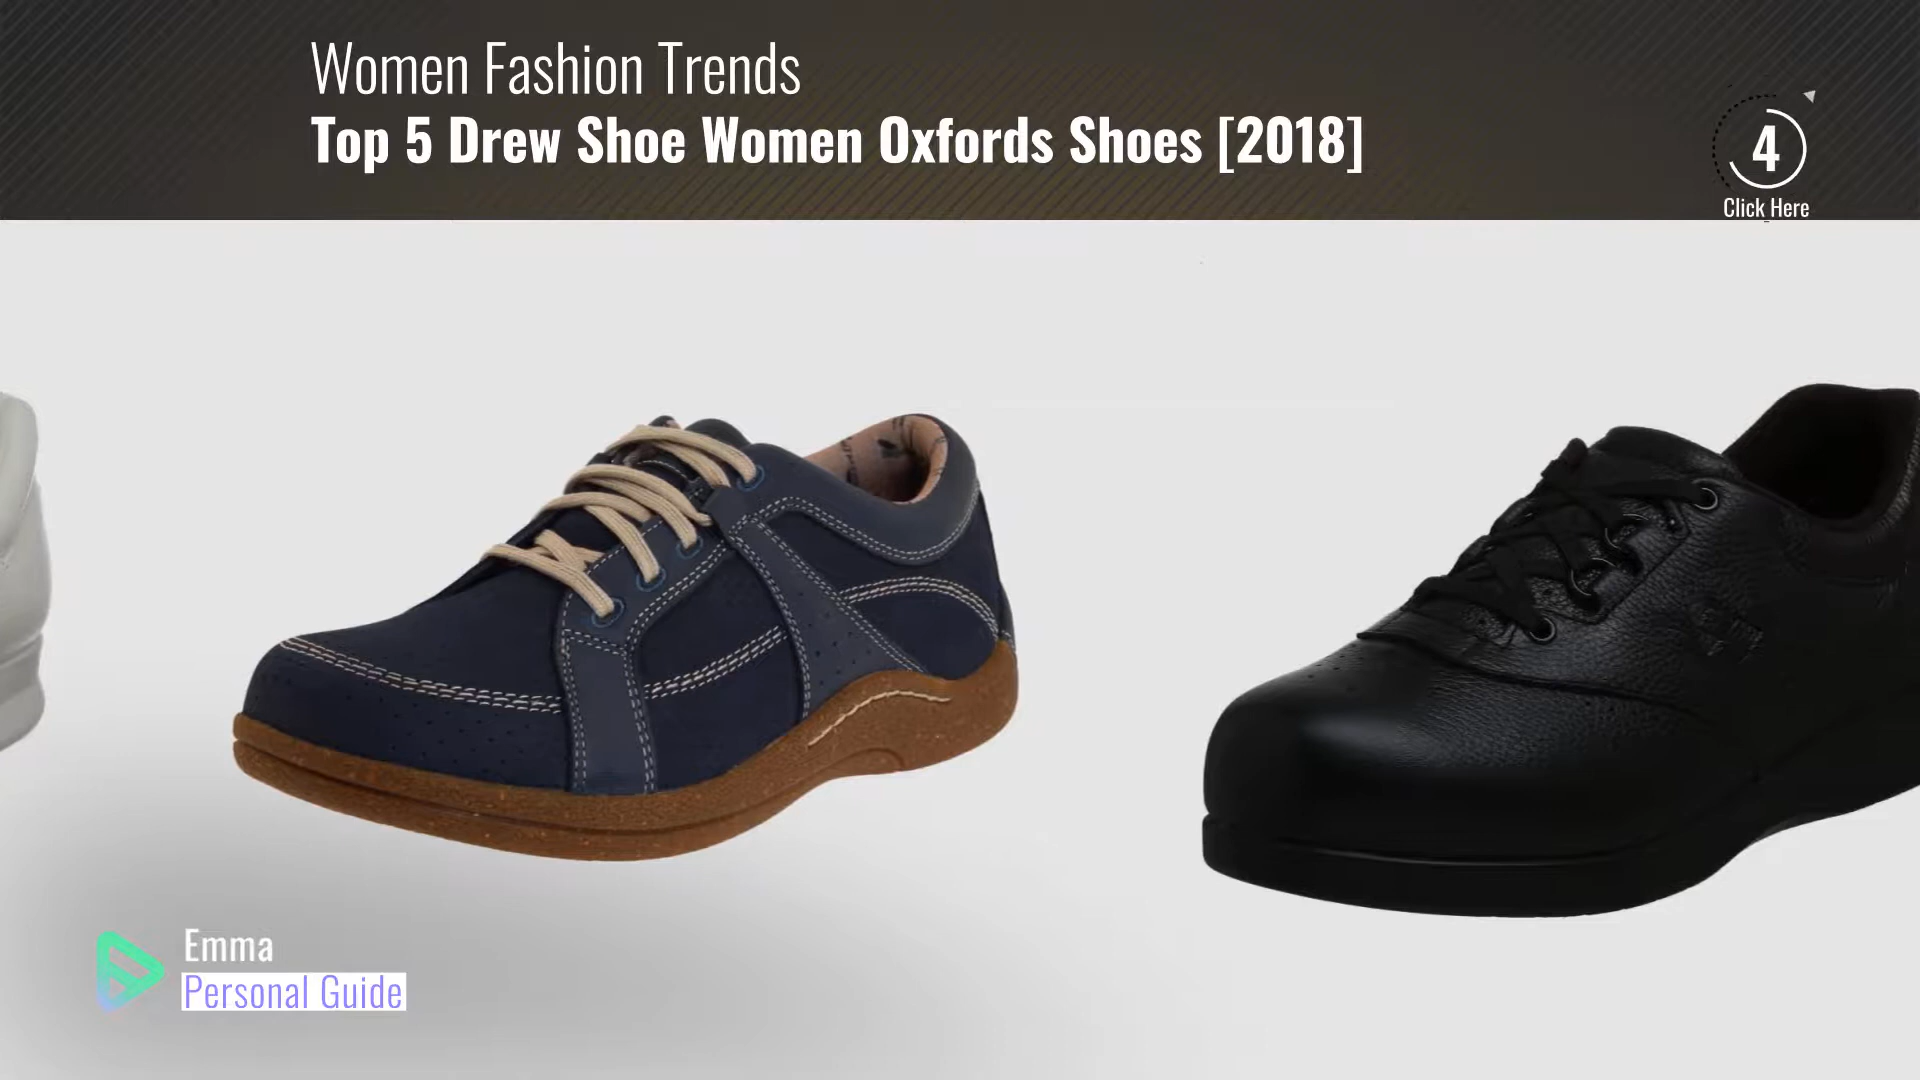 Women Fashion Trends
Top 5 Drew Shoe Women Oxfords Shoes [2018]
4
Click Here
Emma
Personal Guide